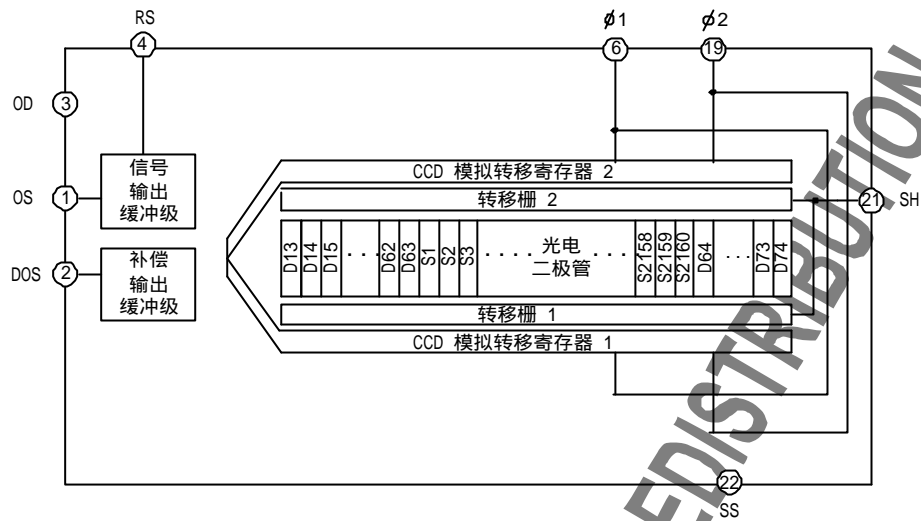 RS
ø1
ø2
4
6
19
OD
3
信号
输出
缓冲级
OS
1
DOS
2
补偿
输出
缓冲级
CCD 模拟转移寄存器 2
转移栅 2
21
SH
D13
D14
D15
· · ·
D62
D63
S1
S2
S3
· · · · · 光电 · · · · ·
二极管
S2158
S2159
S2160
D64
· · ·
D73
D74
转移栅 1
CCD 模拟转移寄存器 1
22
SS
EDISTRIBUTION